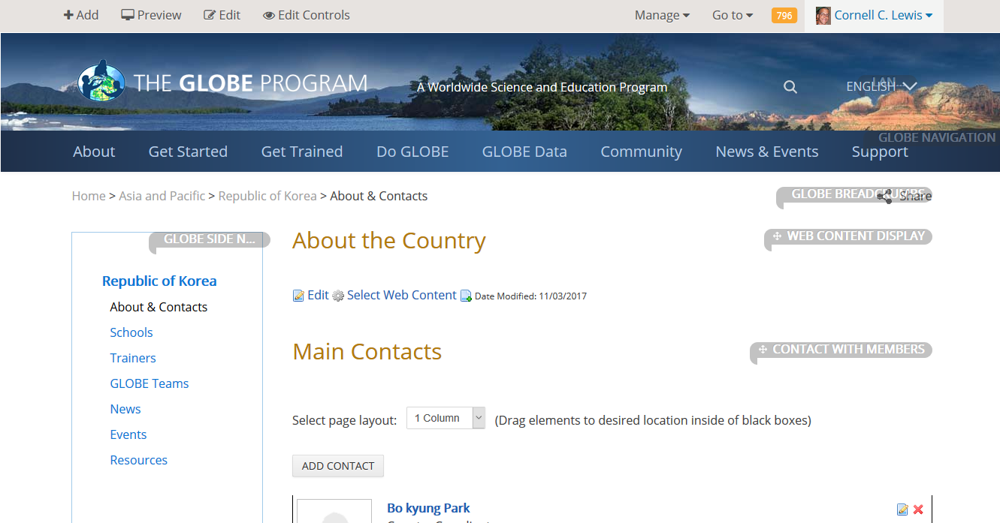 Add Preview Edit Edit Controls Manage Go to 796 Cornell C. Lewis
THE GLOBE PROGRAM
A Worldwide Science and Education Program
ENGLISH
GLOBE NAVIGATION
About Get Started Get Trained Do GLOBE GLOBE Data Community News & Events Support
Home > Asia and Pacific > Republic of Korea > About & Contacts
GLOBE BREADCRUMBS
Share
GLOBE SIDE N...
Republic of Korea
About & Contacts
Schools
Trainers
GLOBE Teams
News
Events
Resources
About the Country
WEB CONTENT DISPLAY
Edit Select Web Content Date Modified: 11/03/2017
Main Contacts
CONTACT WITH MEMBERS
Select page layout: 1 Column (Drag elements to desired location inside of black boxes)
ADD CONTACT
Bo kyung Park